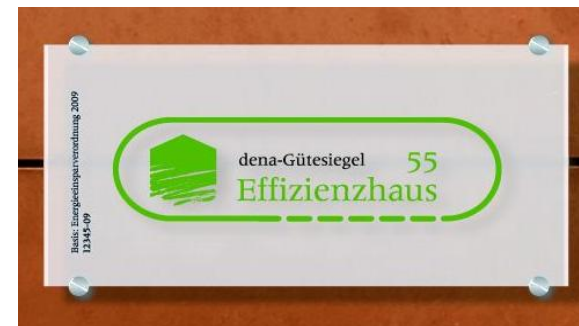 Basis: Energieeinsparverordnung 2009
12345-09
dena-Gütesiegel 55
Effizienzhaus